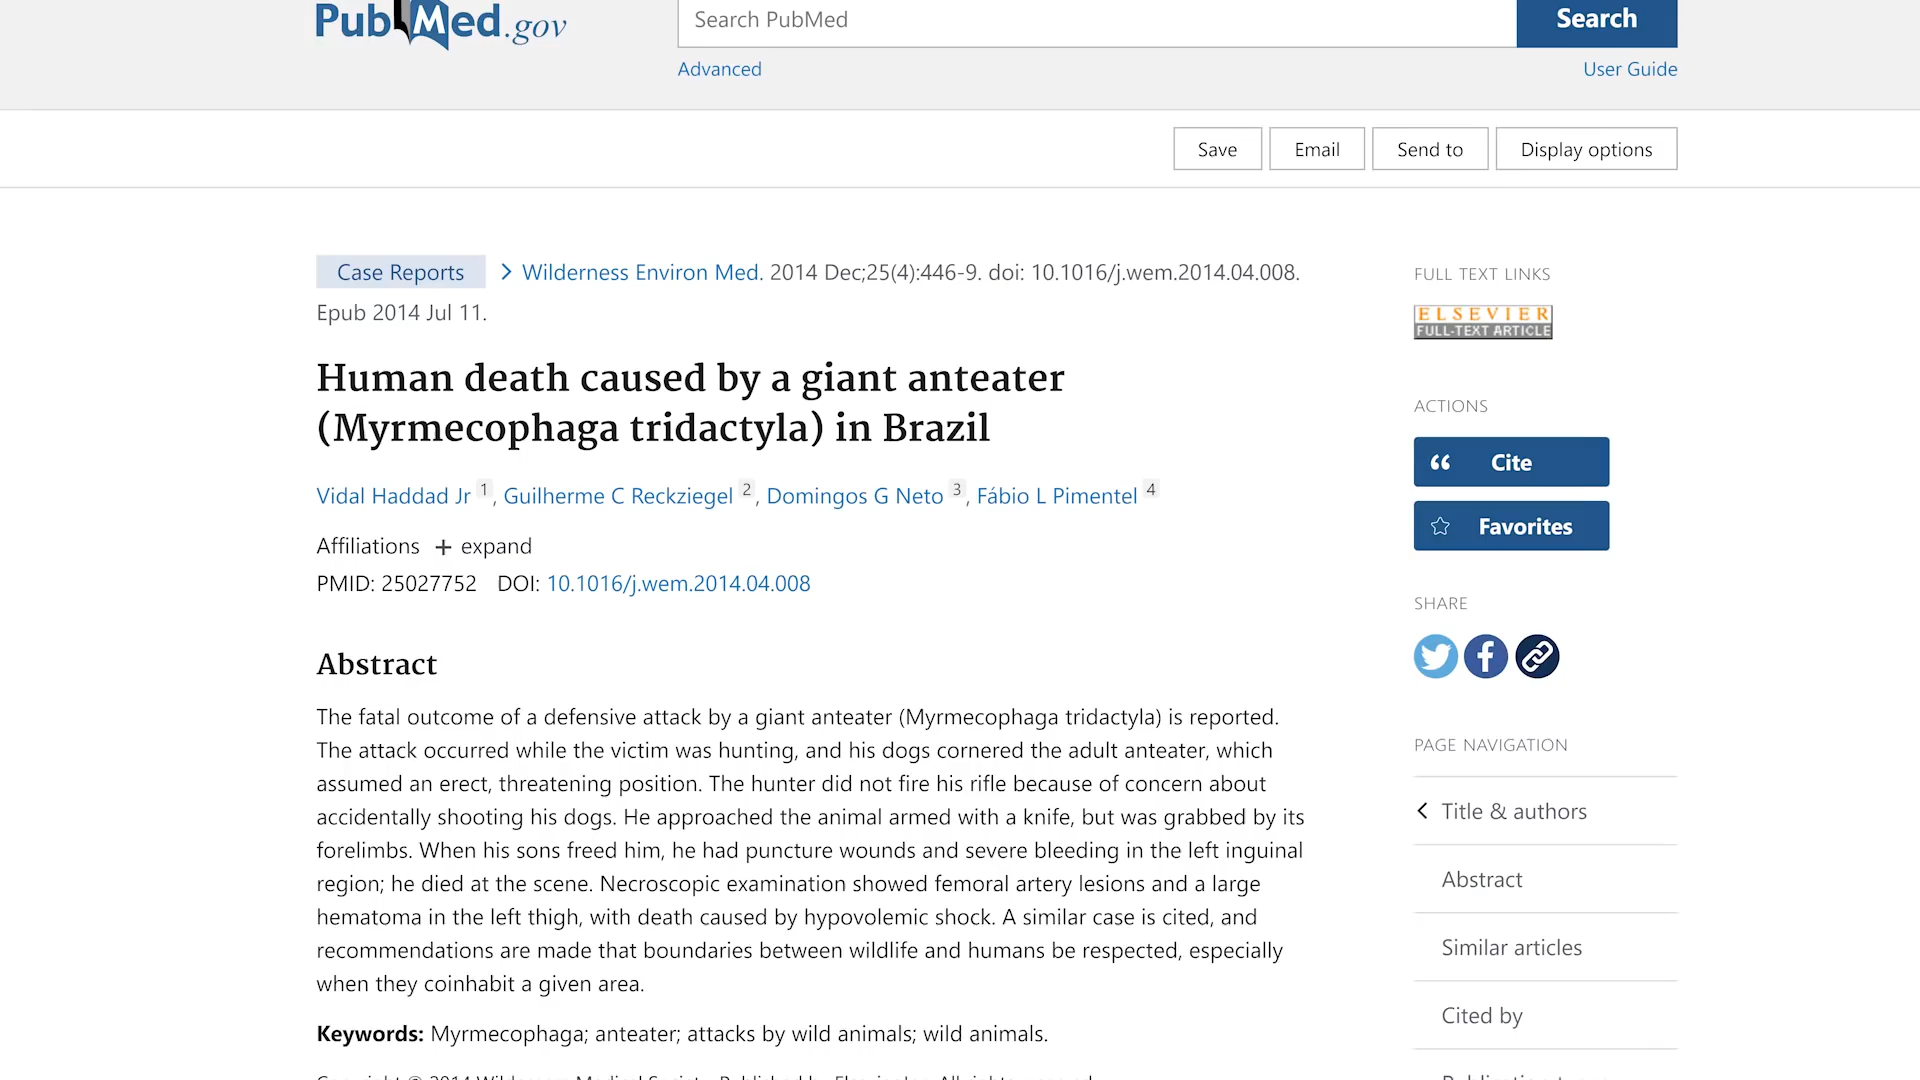 PubMed.gov
Search PubMed
Search
Advanced
User Guide
Save
Email
Send to
Display options
Case Reports
Wilderness Environ Med. 2014 Dec;25(4):446-9. doi: 10.1016/j.wem.2014.04.008.
Epub 2014 Jul 11.
Human death caused by a giant anteater
(Myrmecophaga tridactyla) in Brazil
Vidal Haddad Jr 1, Guilherme C Reckziegel 2, Domingos G Neto 3, Fábio L Pimentel 4
Affiliations + expand
PMID: 25027752 DOI: 10.1016/j.wem.2014.04.008
Abstract
The fatal outcome of a defensive attack by a giant anteater (Myrmecophaga tridactyla) is reported.
The attack occurred while the victim was hunting, and his dogs cornered the adult anteater, which
assumed an erect, threatening position. The hunter did not fire his rifle because of concern about
accidentally shooting his dogs. He approached the animal armed with a knife, but was grabbed by its
forelimbs. When his sons freed him, he had puncture wounds and severe bleeding in the left inguinal
region; he died at the scene. Necroscopic examination showed femoral artery lesions and a large
hematoma in the left thigh, with death caused by hypovolemic shock. A similar case is cited, and
recommendations are made that boundaries between wildlife and humans be respected, especially
when they coinhabit a given area.
Keywords: Myrmecophaga; anteater; attacks by wild animals; wild animals.
FULL TEXT LINKS
ELSEVIER
FULL-TEXT ARTICLE
ACTIONS
Cite
Favorites
SHARE
PAGE NAVIGATION
Title & authors
Abstract
Similar articles
Cited by